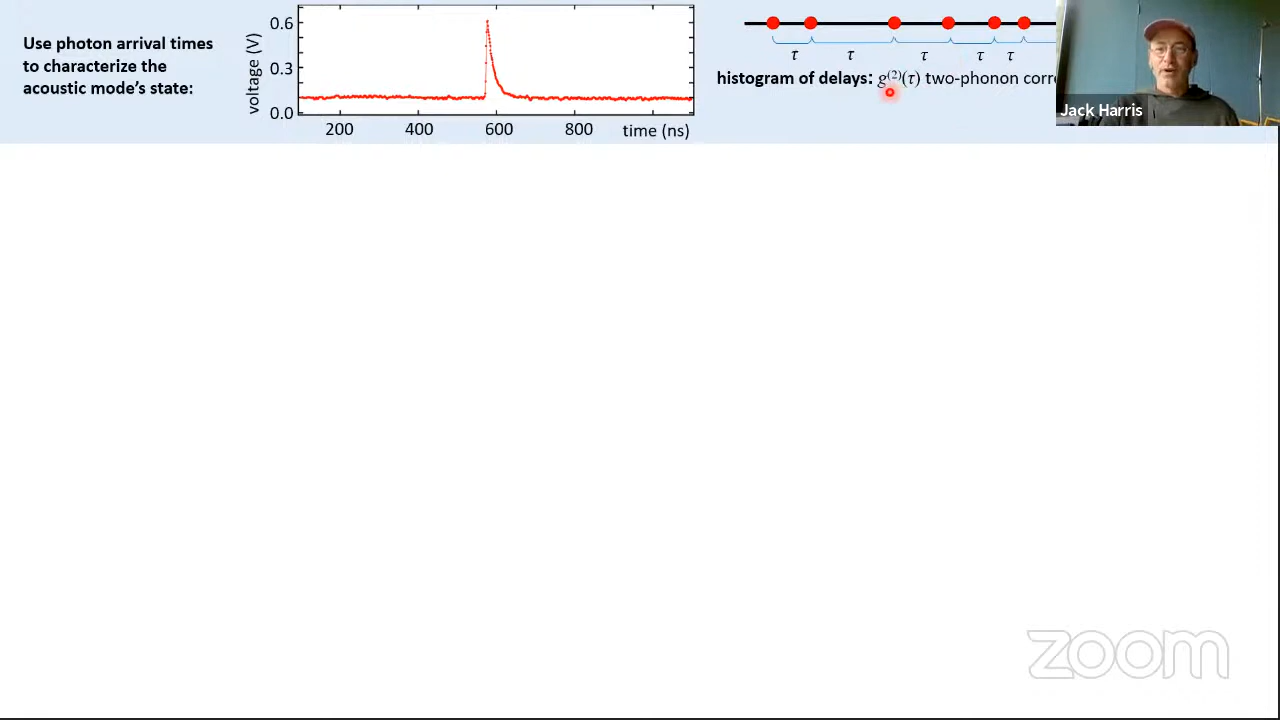 Use photon arrival times
to characterize the
acoustic mode's state:
voltage (V)
0.6
0.3
0.0
200
400
600
800
time (ns)
τ
τ
τ
τ
τ
histogram of delays: g⁽²⁾(τ) two-phonon corre
Jack Harris
zoom